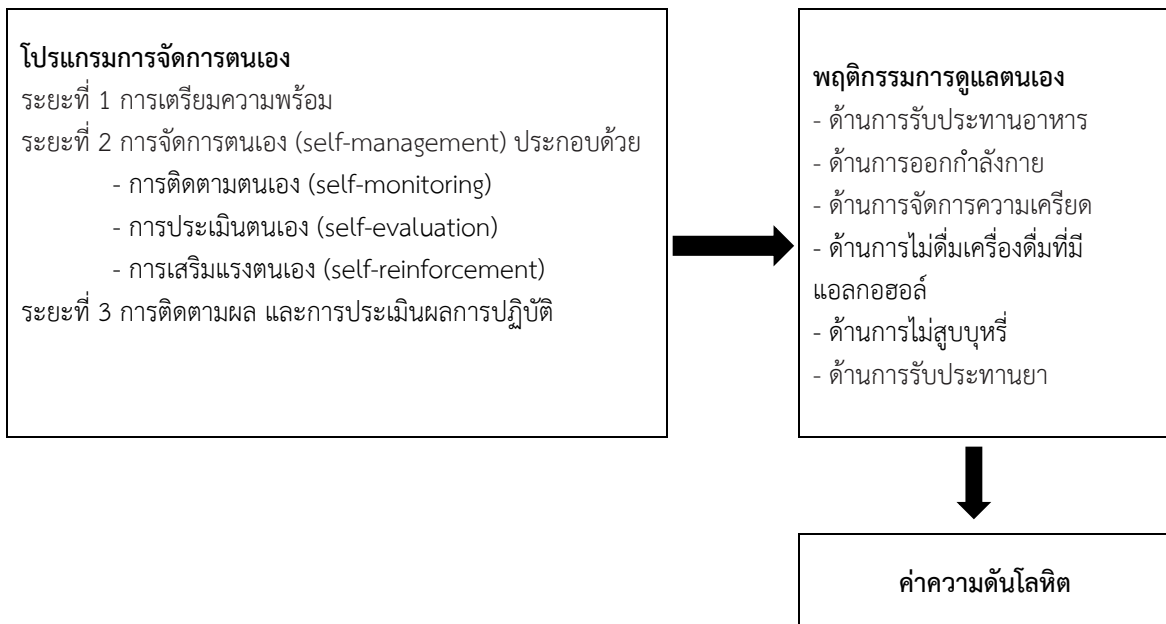 โปรแกรมการจัดการตนเอง
ระยะที่ 1 การเตรียมความพร้อม
ระยะที่ 2 การจัดการตนเอง (self-management) ประกอบด้วย
- การติดตามตนเอง (self-monitoring)
- การประเมินตนเอง (self-evaluation)
- การเสริมแรงตนเอง (self-reinforcement)
ระยะที่ 3 การติดตามผล และการประเมินผลการปฏิบัติ
พฤติกรรมการดูแลตนเอง
- ด้านการรับประทานอาหาร
- ด้านการออกกำลังกาย
- ด้านการจัดการความเครียด
- ด้านการไม่ดื่มเครื่องดื่มที่มี
แอลกอฮอล์
- ด้านการไม่สูบบุหรี่
- ด้านการรับประทานยา
ค่าความดันโลหิต